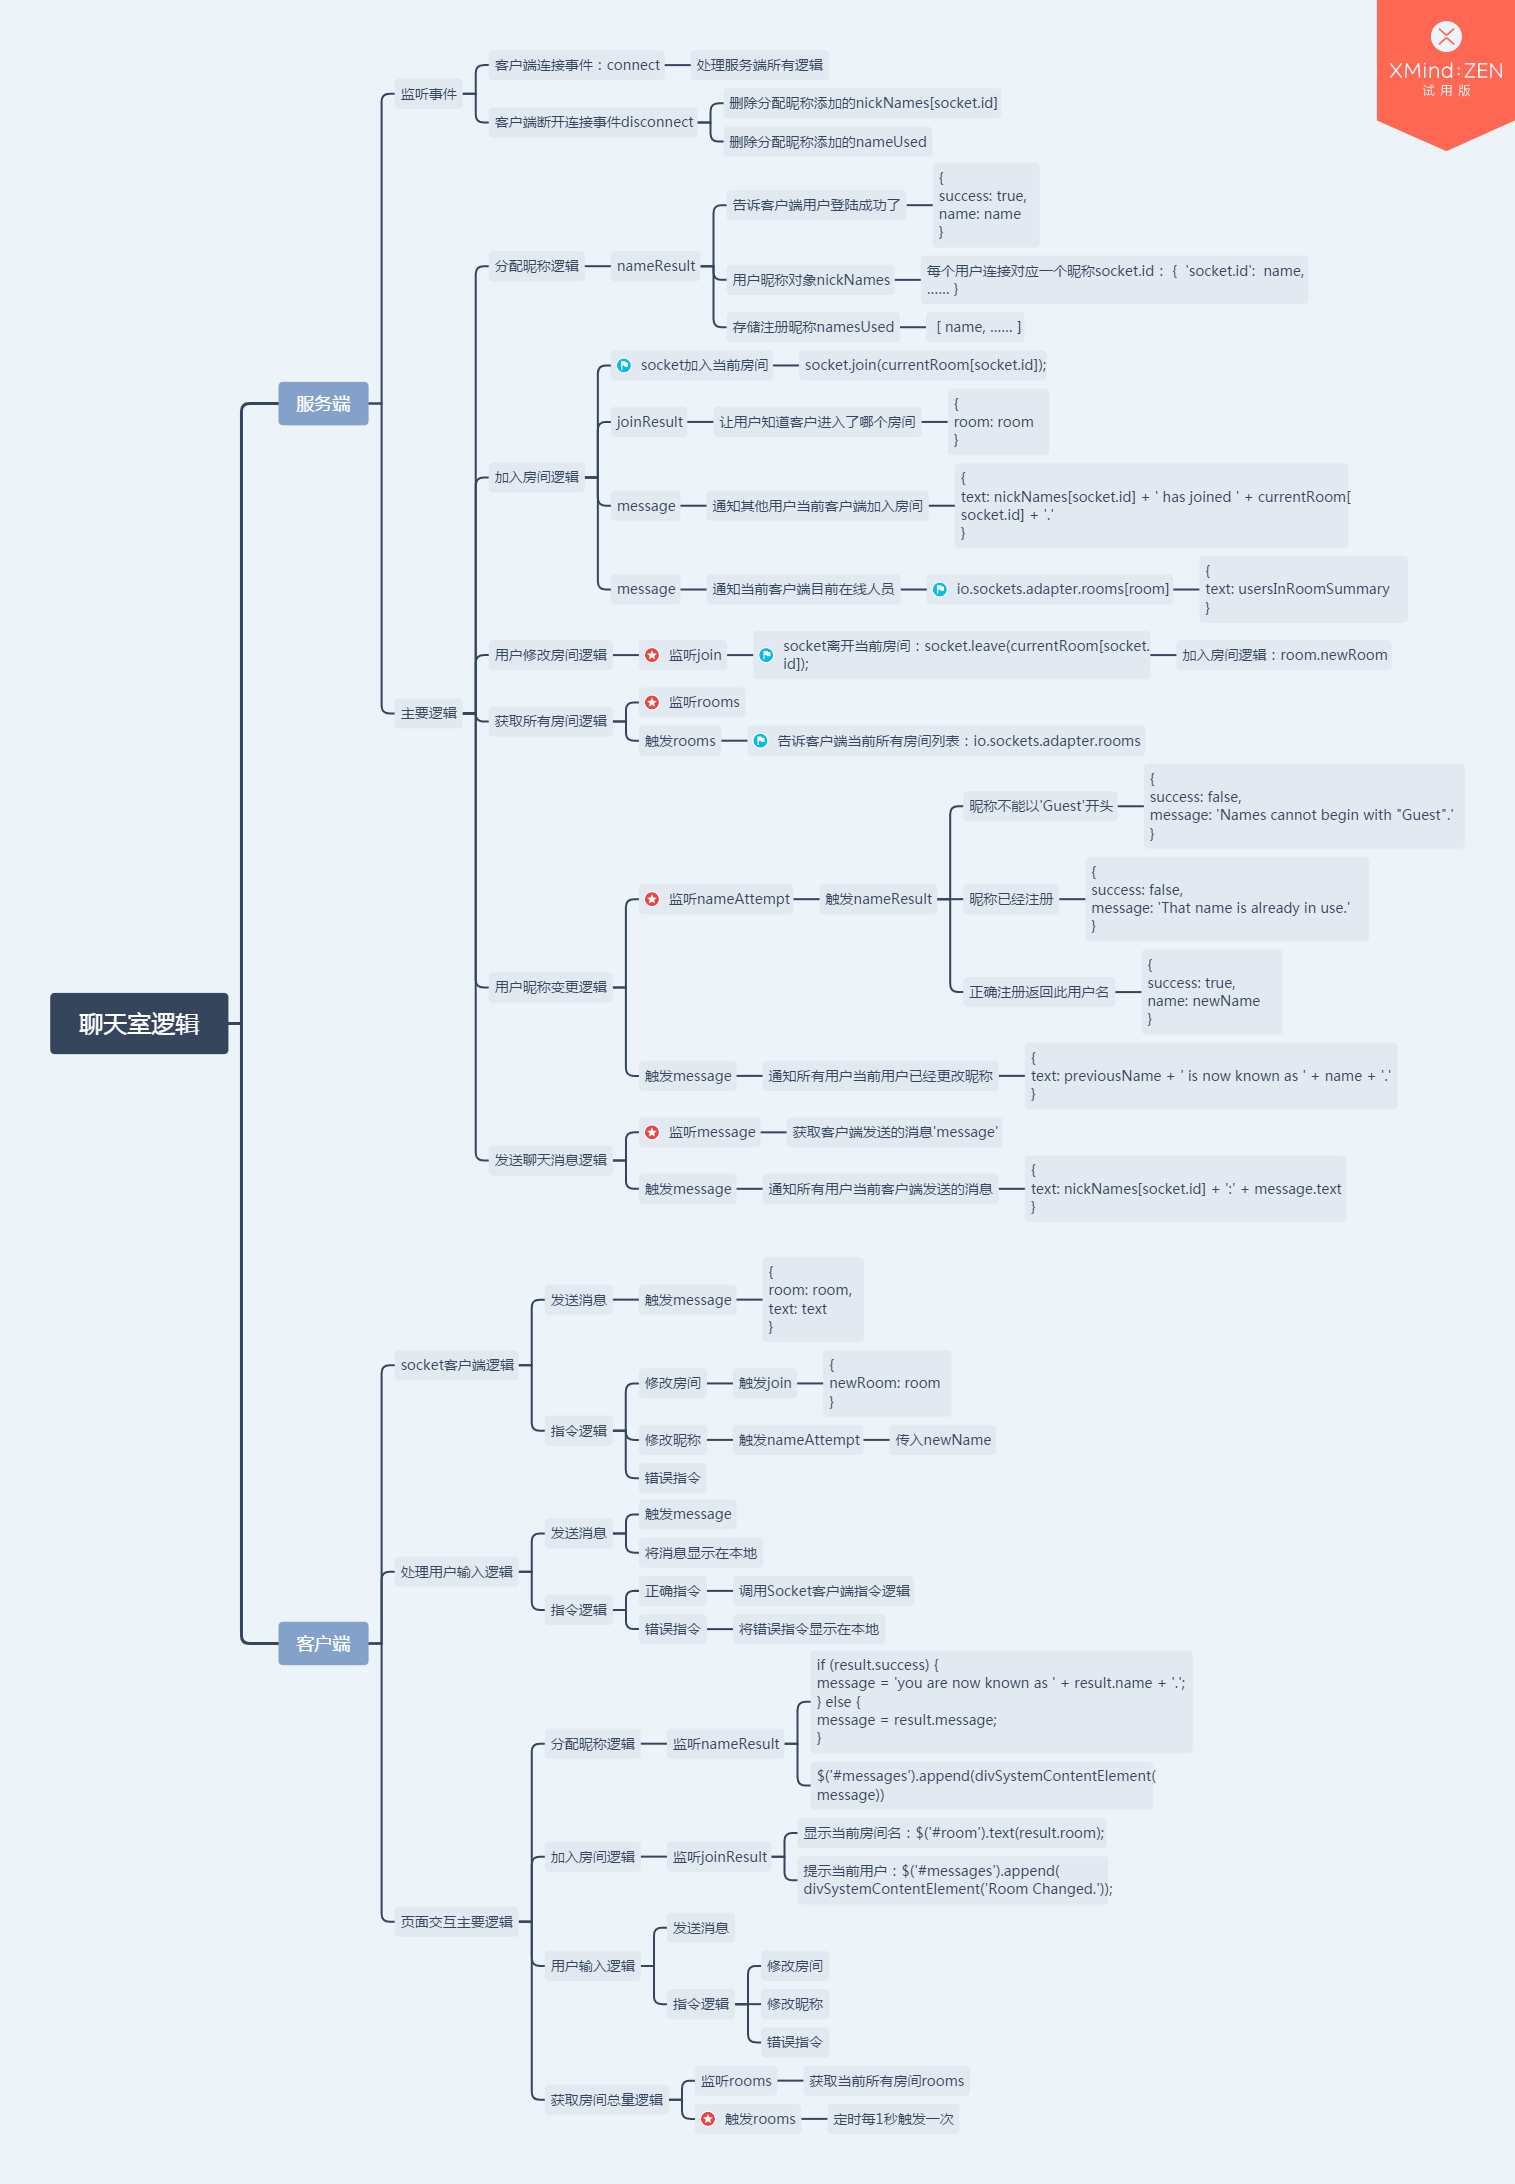 XMind:ZEN
试用版
聊天室逻辑
服务端
监听事件
客户端连接事件：connect
处理服务端所有逻辑
客户端断开连接事件disconnect
删除分配昵称添加的nickNames[socket.id]
删除分配昵称添加的nameUsed
主要逻辑
分配昵称逻辑
nameResult
告诉客户端用户登陆成功了
{
success: true,
name: name
}
用户昵称对象nickNames
每个用户连接对应一个昵称socket.id： {  'socket.id':  name,
…… }
存储注册昵称namesUsed
[ name, …… ]
加入房间逻辑
socket加入当前房间
socket.join(currentRoom[socket.id]);
joinResult
让用户知道客户进入了哪个房间
{
room: room
}
message
通知其他用户当前客户端加入房间
{
text: nickNames[socket.id] + ' has joined ' + currentRoom[
socket.id] + '.'
}
message
通知当前客户端目前在线人员
io.sockets.adapter.rooms[room]
{
text: usersInRoomSummary
}
用户修改房间逻辑
监听join
socket离开当前房间：socket.leave(currentRoom[socket.
id]);
加入房间逻辑：room.newRoom
获取所有房间逻辑
监听rooms
触发rooms
告诉客户端当前所有房间列表：io.sockets.adapter.rooms
用户昵称变更逻辑
监听nameAttempt
触发nameResult
昵称不能以'Guest'开头
{
success: false,
message: 'Names cannot begin with "Guest".'
}
昵称已经注册
{
success: false,
message: 'That name is already in use.'
}
正确注册返回此用户名
{
success: true,
name: newName
}
触发message
通知所有用户当前用户已经更改昵称
{
text: previousName + ' is now known as ' + name + '.'
}
发送聊天消息逻辑
监听message
获取客户端发送的消息'message'
触发message
通知所有用户当前客户端发送的消息
{
text: nickNames[socket.id] + ':' + message.text
}
客户端
socket客户端逻辑
发送消息
触发message
{
room: room,
text: text
}
指令逻辑
修改房间
触发join
{
newRoom: room
}
修改昵称
触发nameAttempt
传入newName
错误指令
处理用户输入逻辑
发送消息
触发message
将消息显示在本地
指令逻辑
正确指令
调用Socket客户端指令逻辑
错误指令
将错误指令显示在本地
页面交互主要逻辑
分配昵称逻辑
监听nameResult
if (result.success) {
message = 'you are now known as ' + result.name + '.';
} else {
message = result.message;
}
$('#messages').append(divSystemContentElement(
message))
加入房间逻辑
监听joinResult
显示当前房间名：$('#room').text(result.room);
提示当前用户：$('#messages').append(
divSystemContentElement('Room Changed.'));
用户输入逻辑
发送消息
指令逻辑
修改房间
修改昵称
错误指令
获取房间总量逻辑
监听rooms
获取当前所有房间rooms
触发rooms
定时每1秒触发一次